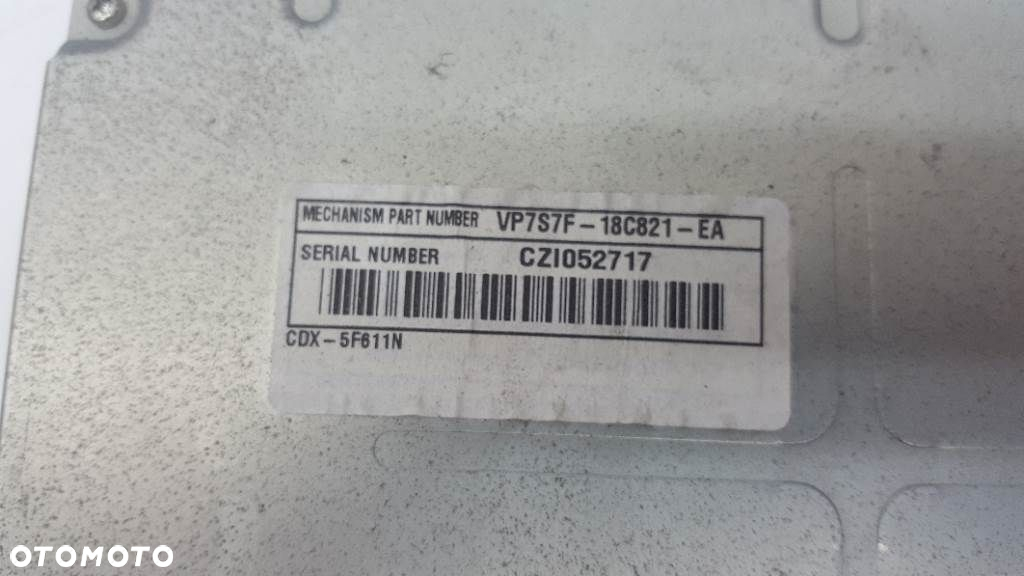 MECHANISM PART NUMBER VP7S7F-18C821-EA
SERIAL NUMBER CZI052717
CDX-5F611N
OTOMOTO